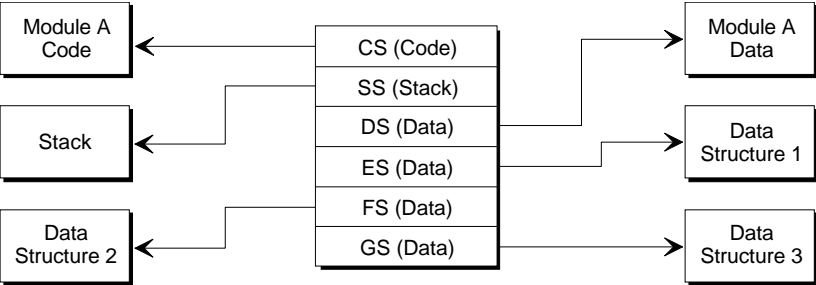 Module A
Code
Stack
Data
Structure 2
CS (Code)
SS (Stack)
DS (Data)
ES (Data)
FS (Data)
GS (Data)
Module A
Data
Data
Structure 1
Data
Structure 3